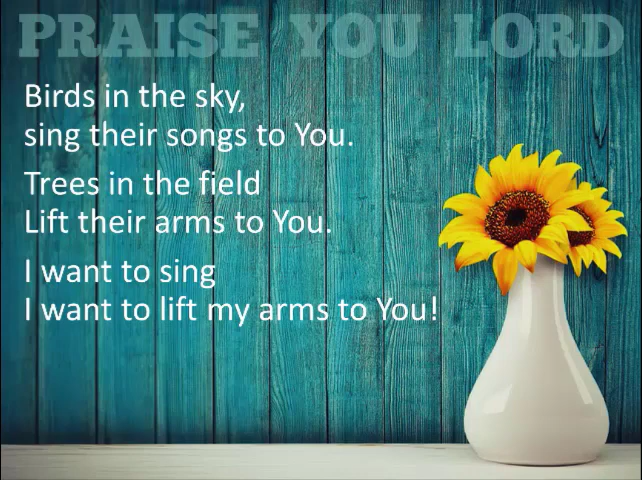 PRAISE YOU LORD
Birds in the sky,
sing their songs to You.
Trees in the field
Lift their arms to You.
I want to sing
I want to lift my arms to You!